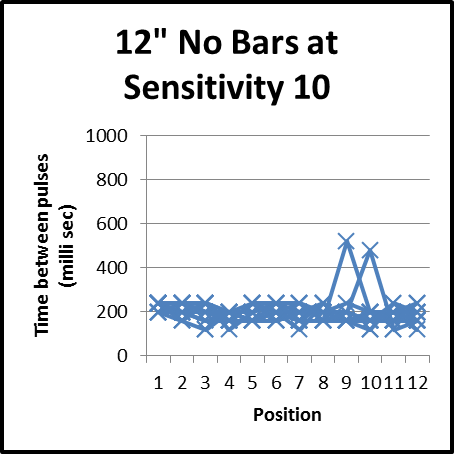 12" No Bars at
Sensitivity 10
Time between pulses
(milli sec)
1000
800
600
400
200
0
1 2 3 4 5 6 7 8 9 10 11 12
Position